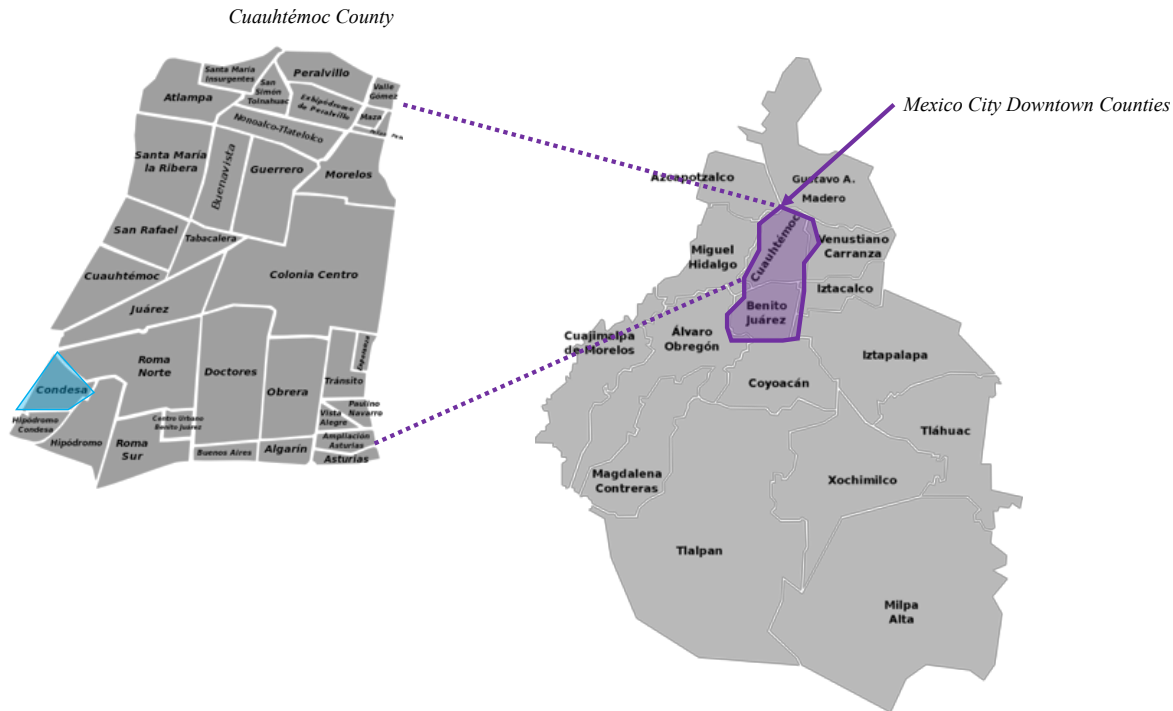 Cuauhtémoc County
Santa María
Insurgentes
Peralvillo
San
Simón
Tolnahuac
Valle
Gómez
Atlampa
Exhipódromo
de Peralvillo
Maza
Nonoalco-Tlatelolco
Santa María
la Ribera
Buenavista
Guerrero
Morelos
San Rafael
Tabacalera
Cuauhtémoc
Colonia Centro
Juárez
Roma
Norte
Doctores
Obrera
Esperanza
Tránsito
Condesa
Hipódromo
Condesa
Hipódromo
Roma
Sur
Centro Urbano
Benito Juárez
Vista
Alegre
Paulino
Navarro
Buenos Aires
Algarín
Ampliación
Asturias
Asturias
Mexico City Downtown Counties
Azcapotzalco
Gustavo A.
Madero
Miguel
Hidalgo
Cuauhtémoc
Venustiano
Carranza
Iztacalco
Benito
Juárez
Cuajimalpa
de Morelos
Álvaro
Obregón
Iztapalapa
Coyoacán
Tláhuac
Magdalena
Contreras
Xochimilco
Tlalpan
Milpa
Alta